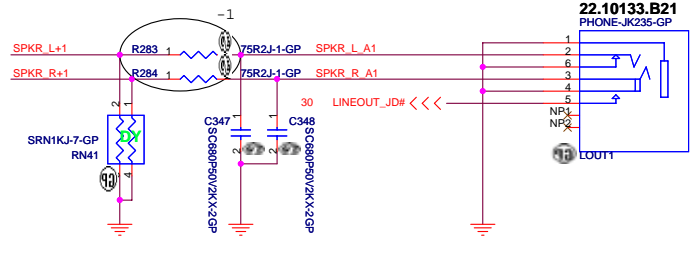 -1
22.10133.B21
PHONE-JK235-GP
SPKR_L+1
R283 1
75R2J-1-GP
SPKR_L_A1
1
2
SPKR_R+1
R284 1
75R2J-1-GP
SPKR_R_A1
6
3
4
30 LINEOUT_JD#
5
NP1
NP2
LOUT1
2 1
SRN1KJ-7-GP
RN41
DY
3 4
GP
C347
1
2
SC680P50V2KX-2GP
C348
1
2
SC680P50V2KX-2GP
GP